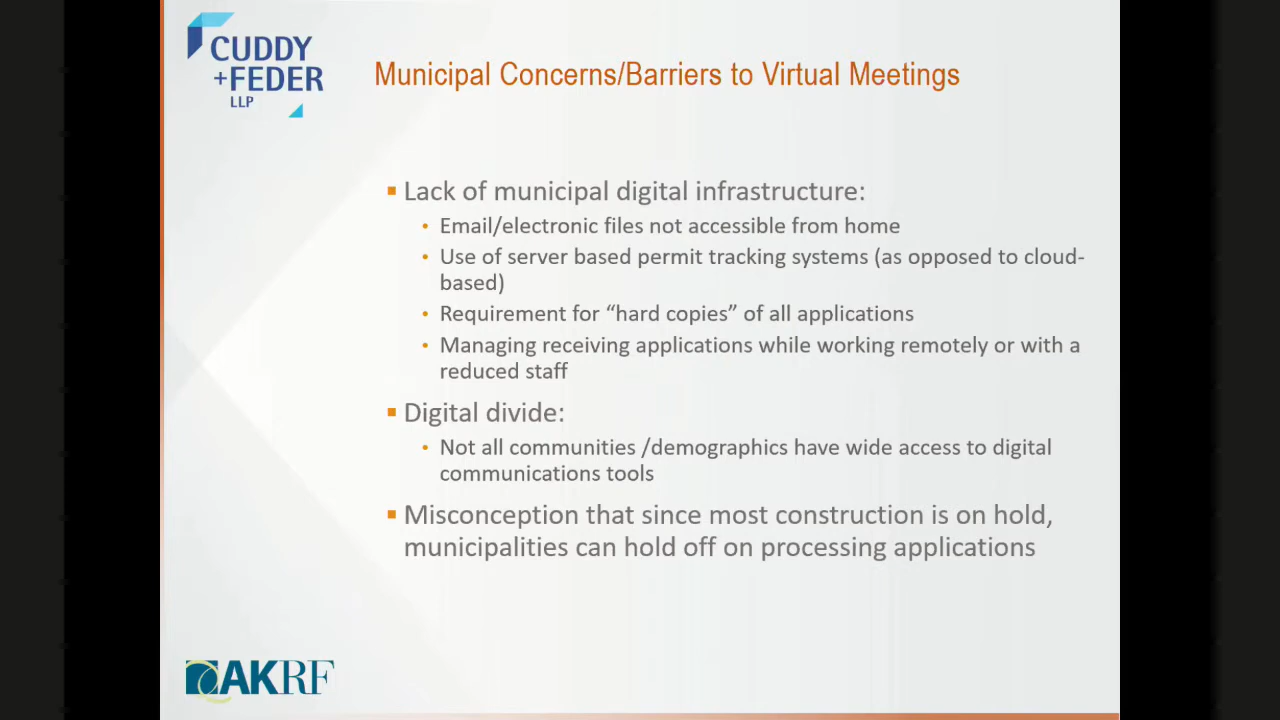 CUDDY
+FEDER
LLP
Municipal Concerns/Barriers to Virtual Meetings
▪ Lack of municipal digital infrastructure:
• Email/electronic files not accessible from home
• Use of server based permit tracking systems (as opposed to cloud-
based)
• Requirement for “hard copies” of all applications
• Managing receiving applications while working remotely or with a
reduced staff
▪ Digital divide:
• Not all communities /demographics have wide access to digital
communications tools
▪ Misconception that since most construction is on hold,
municipalities can hold off on processing applications
AKRF